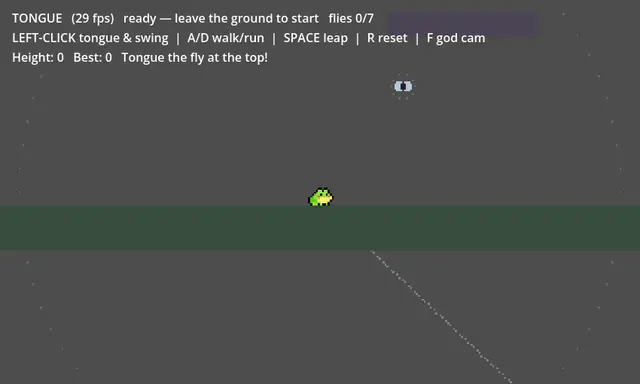 TONGUE (29 fps) ready — leave the ground to start flies 0/7
LEFT-CLICK tongue & swing | A/D walk/run | SPACE leap | R reset | F god cam
Height: 0 Best: 0 Tongue the fly at the top!